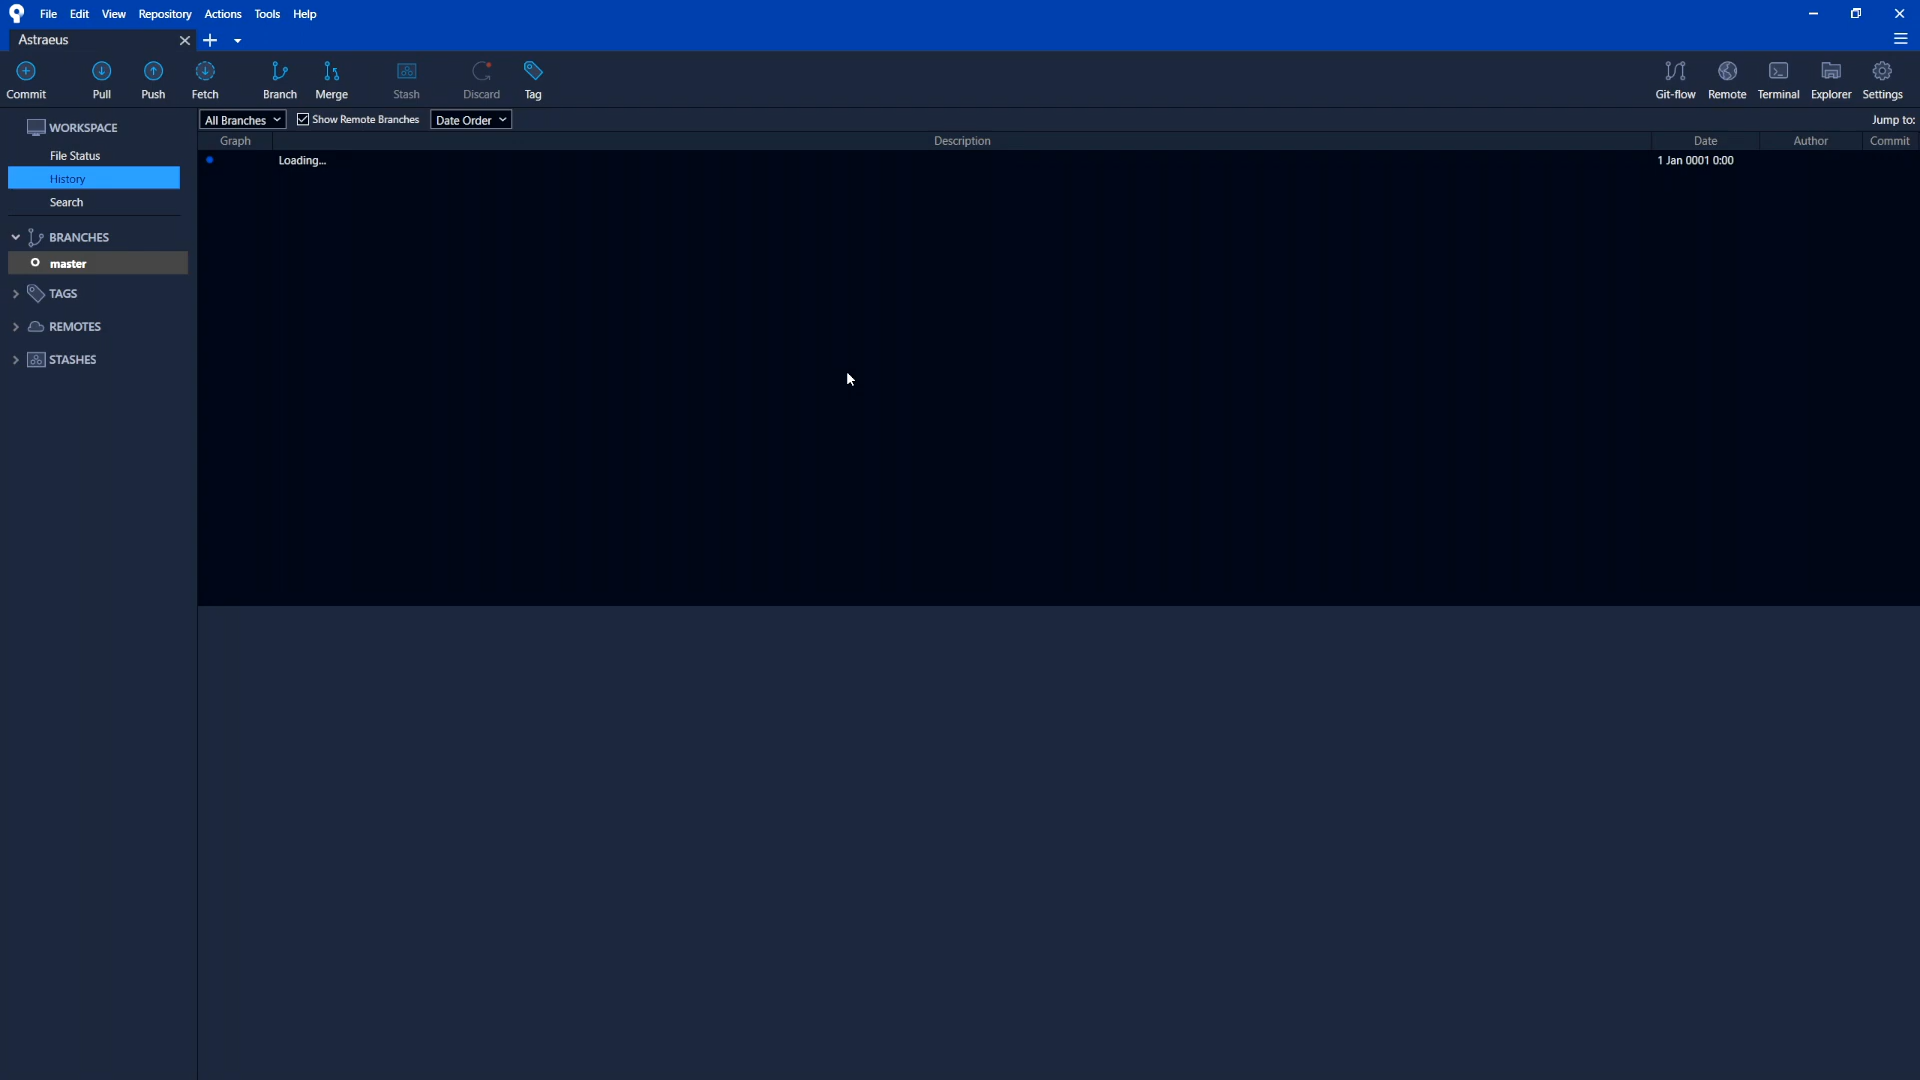 File Edit View Repository Actions Tools Help
Astraeus
Commit Pull Push Fetch Branch Merge Stash Discard Tag Git-flow Remote Terminal Explorer Settings
All Branches Show Remote Branches Date Order Jump to:
Graph Description Date Author Commit
Loading... 1 Jan 0001 0:00
WORKSPACE
File Status
History
Search
BRANCHES
master
TAGS
REMOTES
STASHES